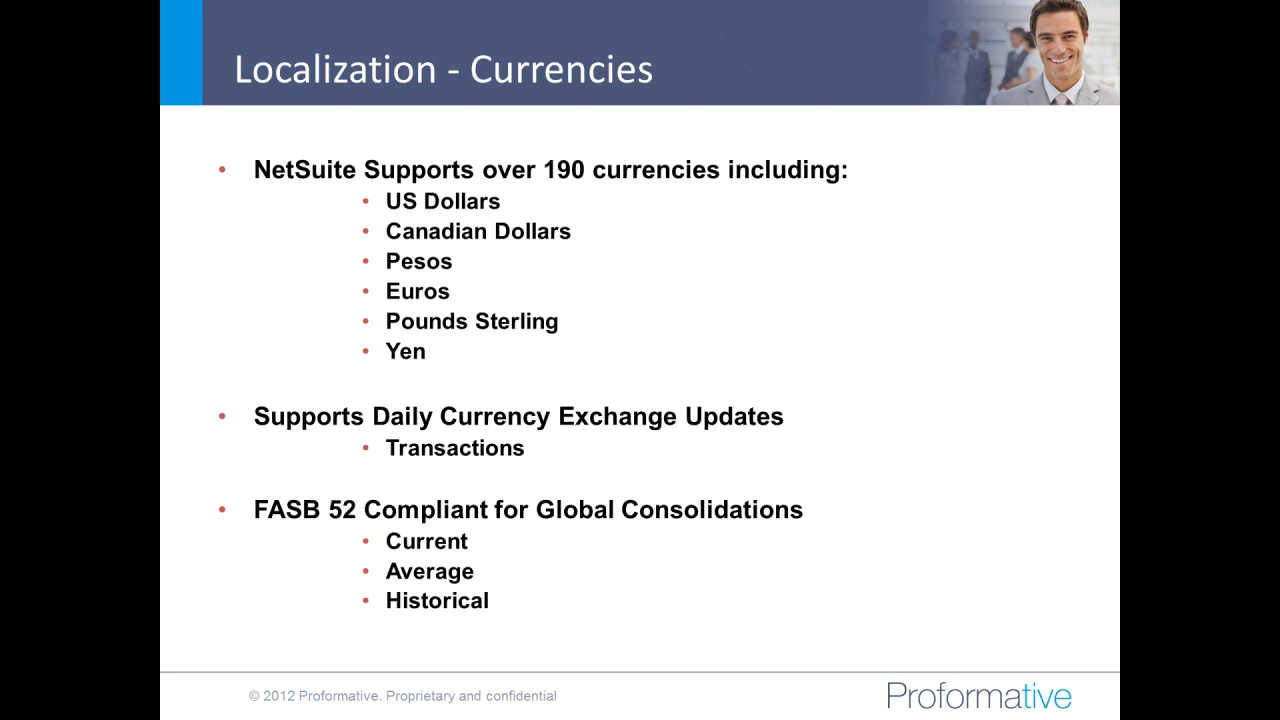 Localization - Currencies
• NetSuite Supports over 190 currencies including:
• US Dollars
• Canadian Dollars
• Pesos
• Euros
• Pounds Sterling
• Yen
• Supports Daily Currency Exchange Updates
• Transactions
• FASB 52 Compliant for Global Consolidations
• Current
• Average
• Historical
© 2012 Proformative. Proprietary and confidential
Proformative